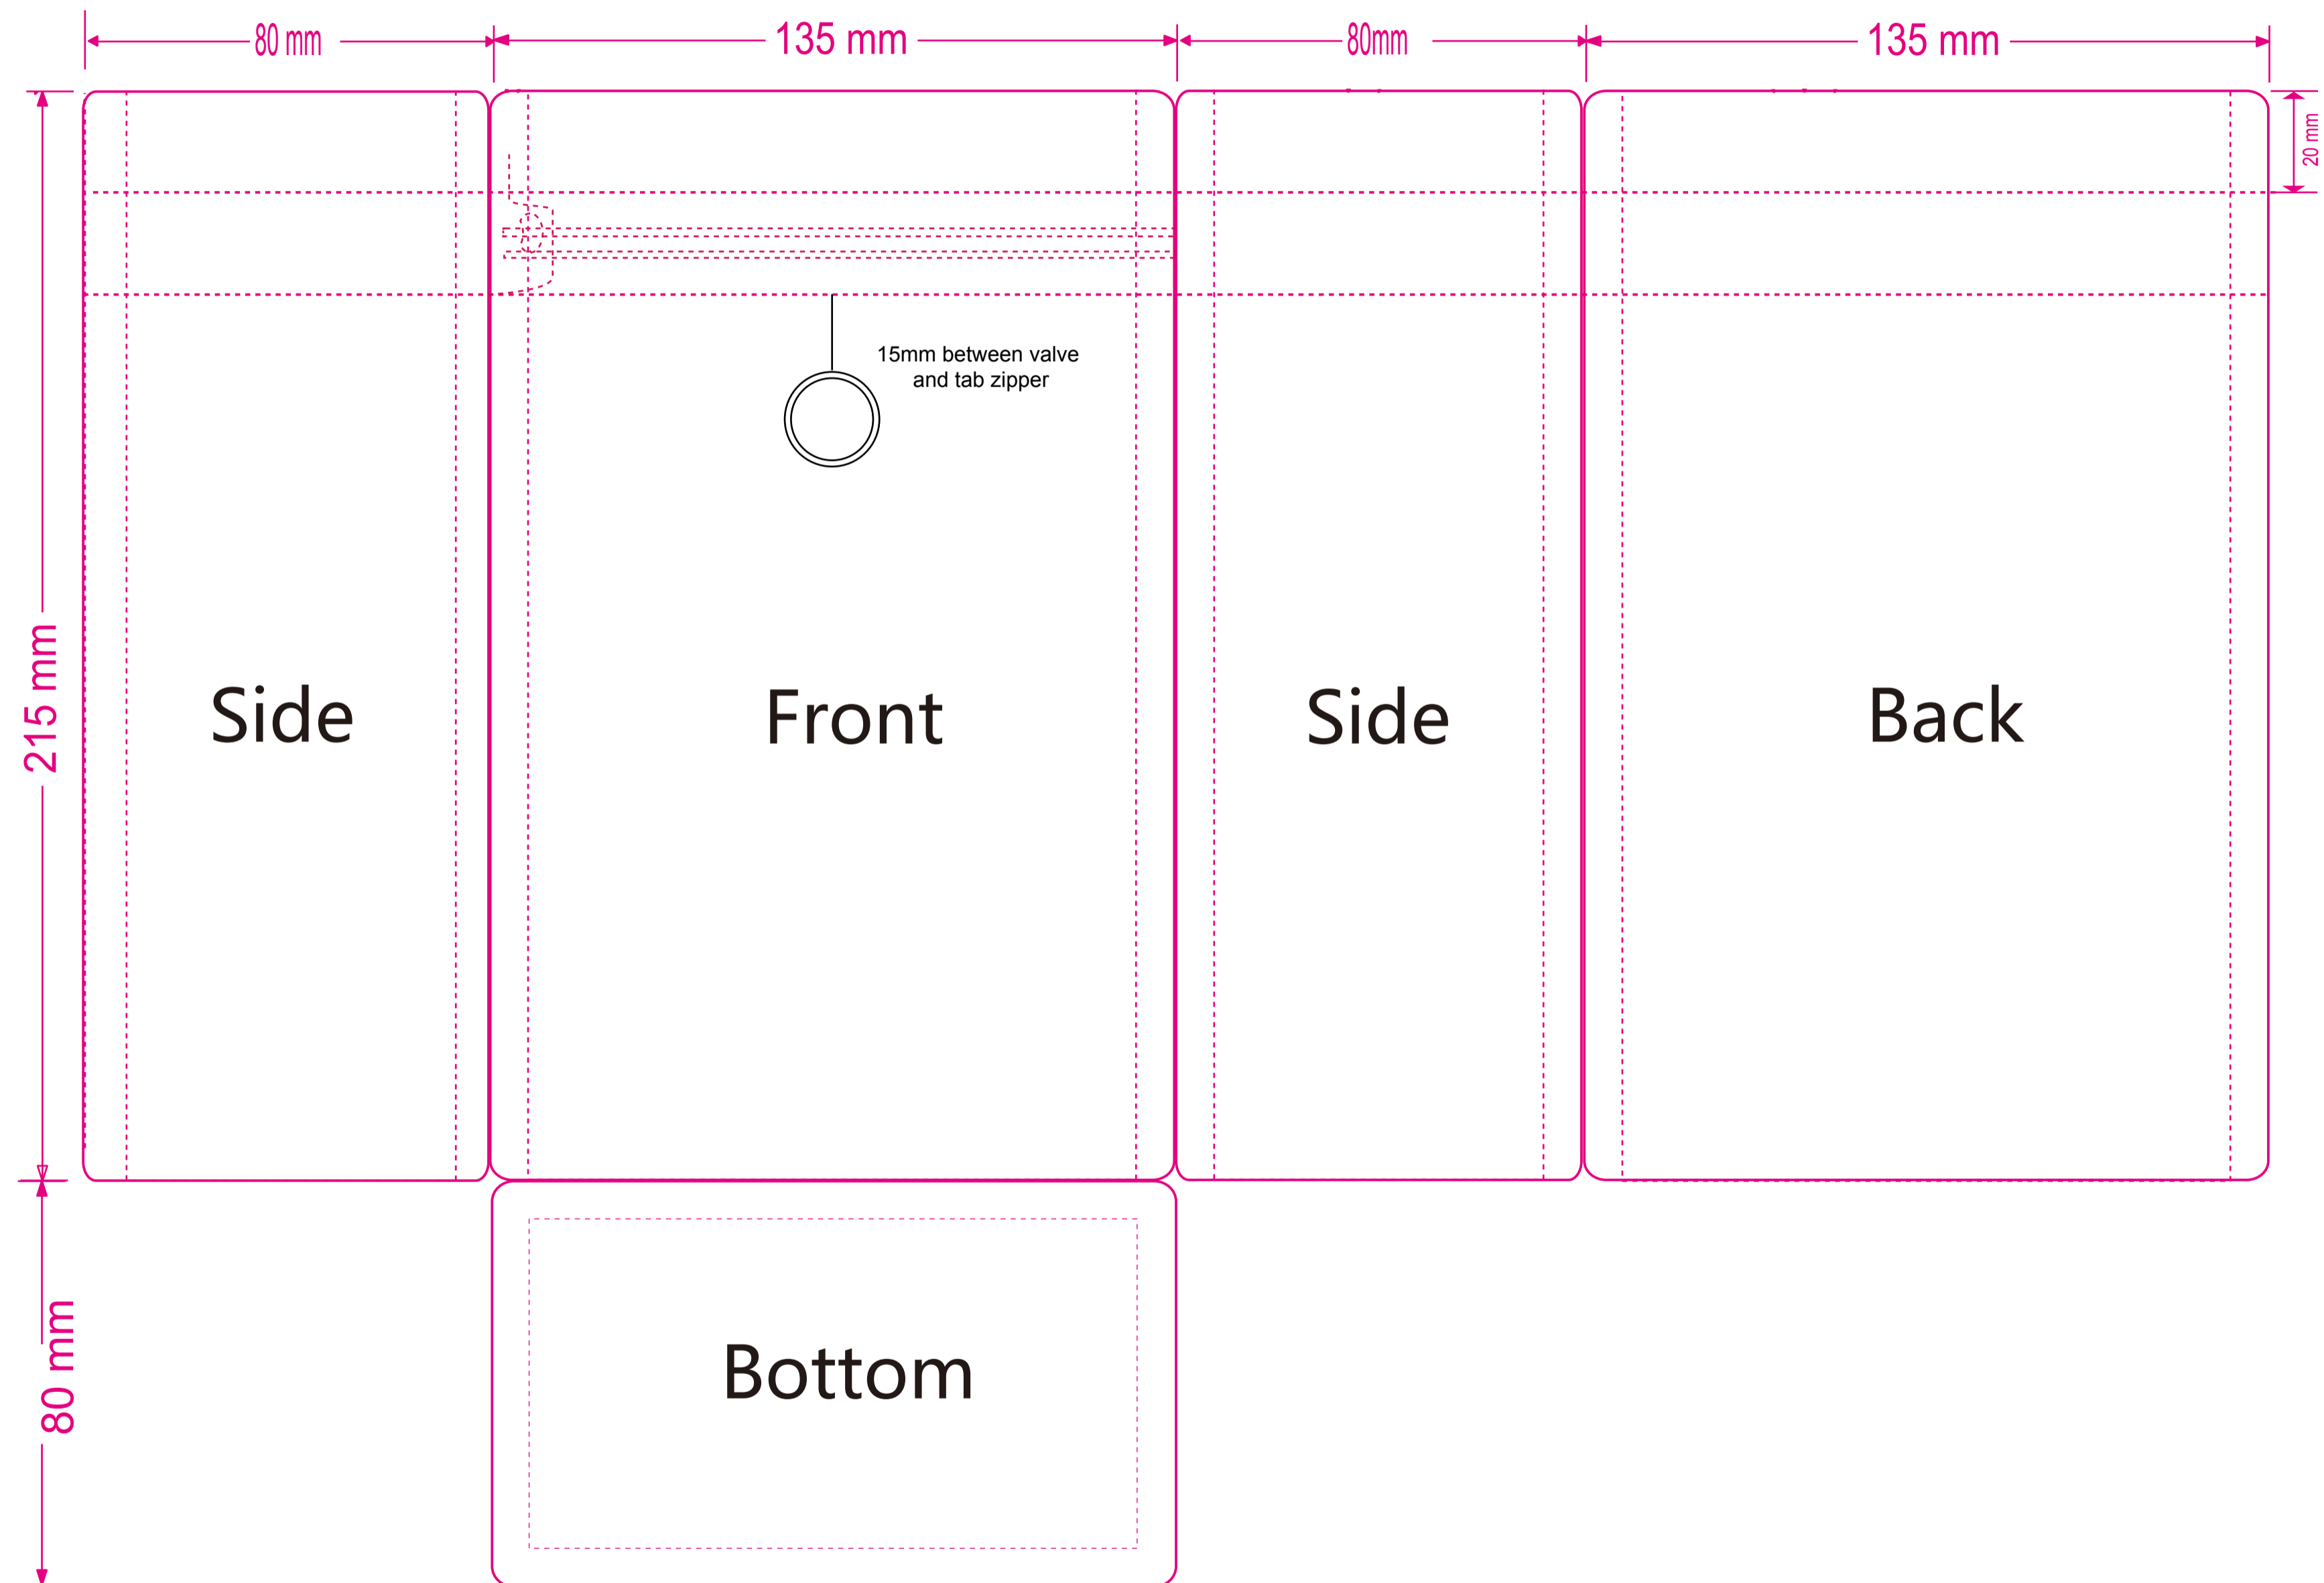 80 mm
135 mm
80mm
135 mm
20 mm
15mm between valve
and tab zipper
215 mm
Side
Front
Side
Back
80 mm
Bottom